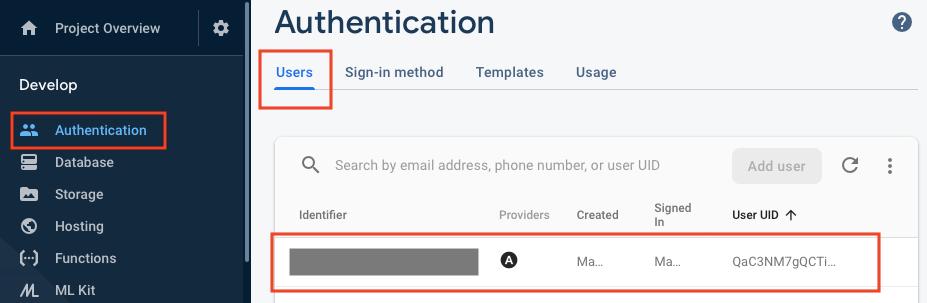 Project Overview
Develop
Authentication
Database
Storage
Hosting
Functions
ML Kit
Authentication
?
Users Sign-in method Templates Usage
Search by email address, phone number, or user UID Add user
Identifier Providers Created Signed In User UID ↑
A Ma... Ma... QaC3NM7gQCTi...